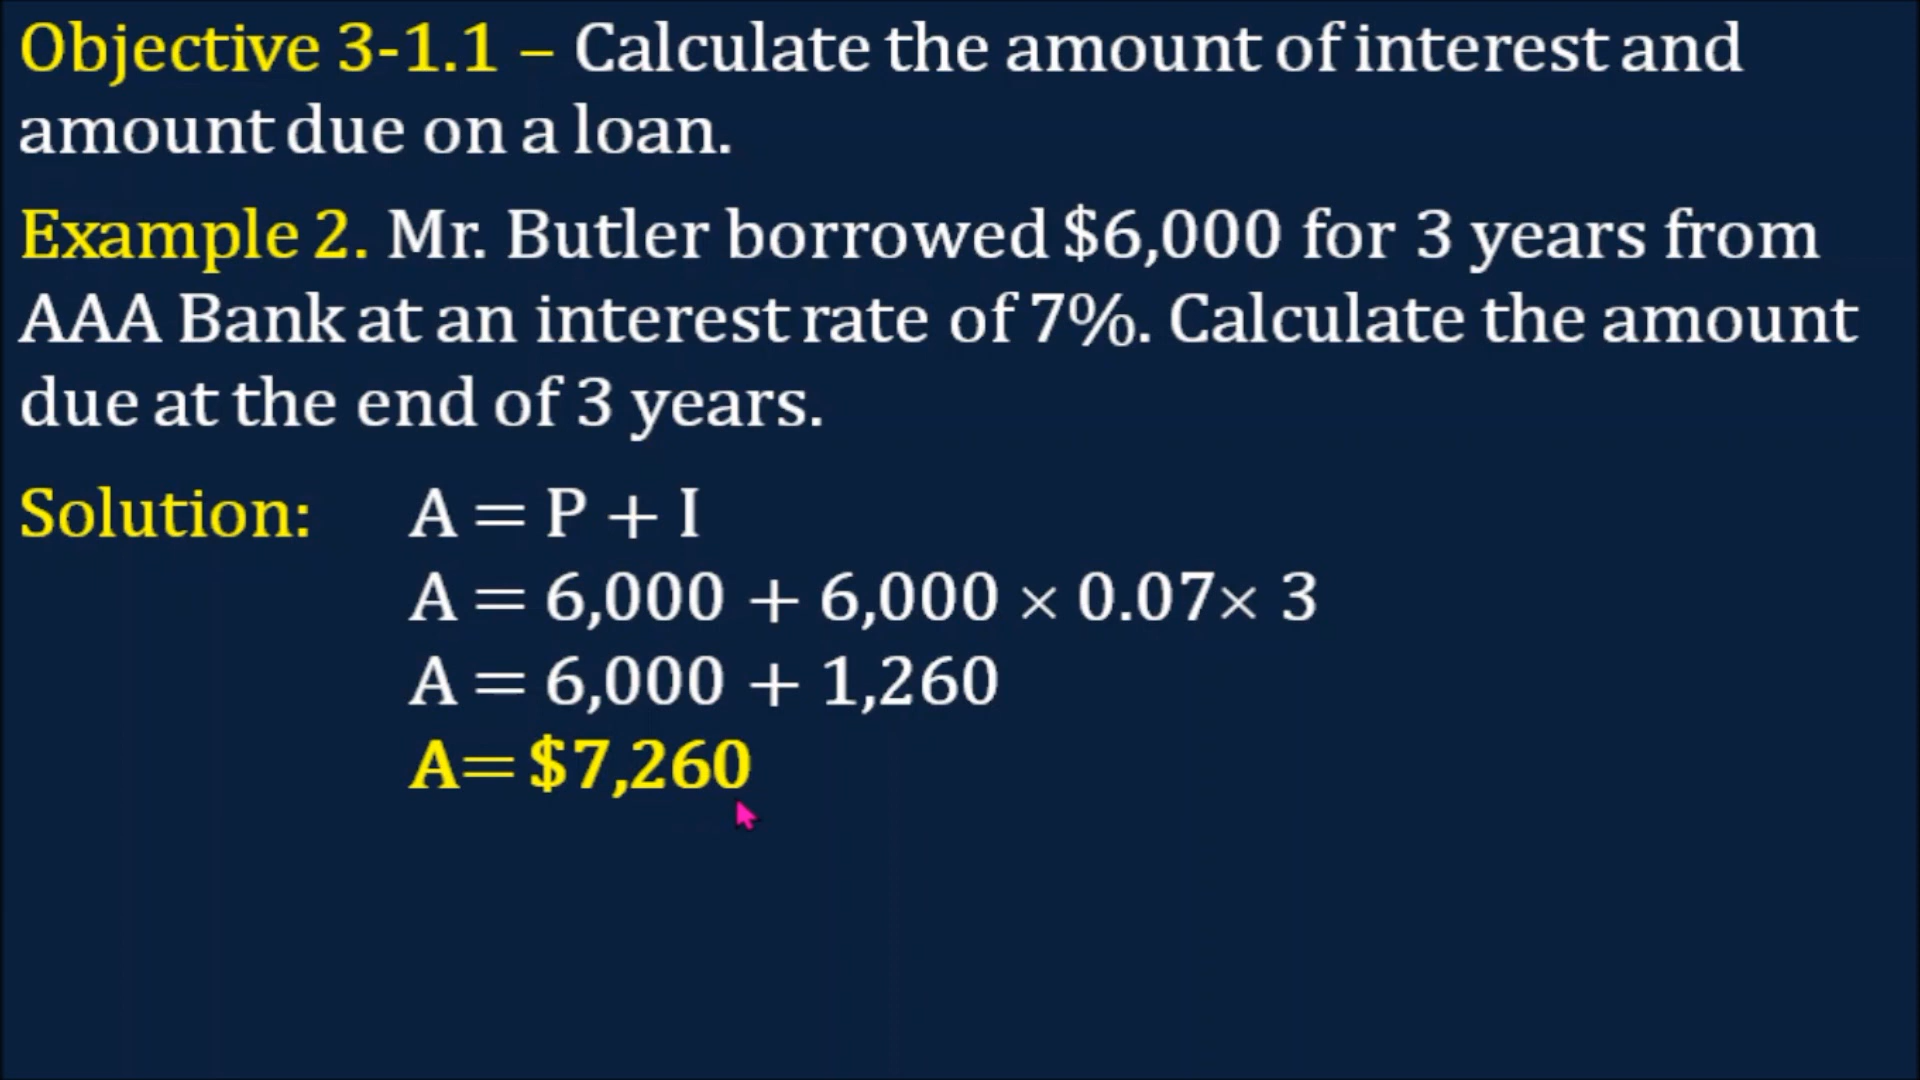 Objective 3-1.1 – Calculate the amount of interest and
amount due on a loan.
Example 2. Mr. Butler borrowed $6,000 for 3 years from
AAA Bank at an interest rate of 7%. Calculate the amount
due at the end of 3 years.
Solution: A = P + I
A = 6,000 + 6,000 × 0.07× 3
A = 6,000 + 1,260
A= $7,260